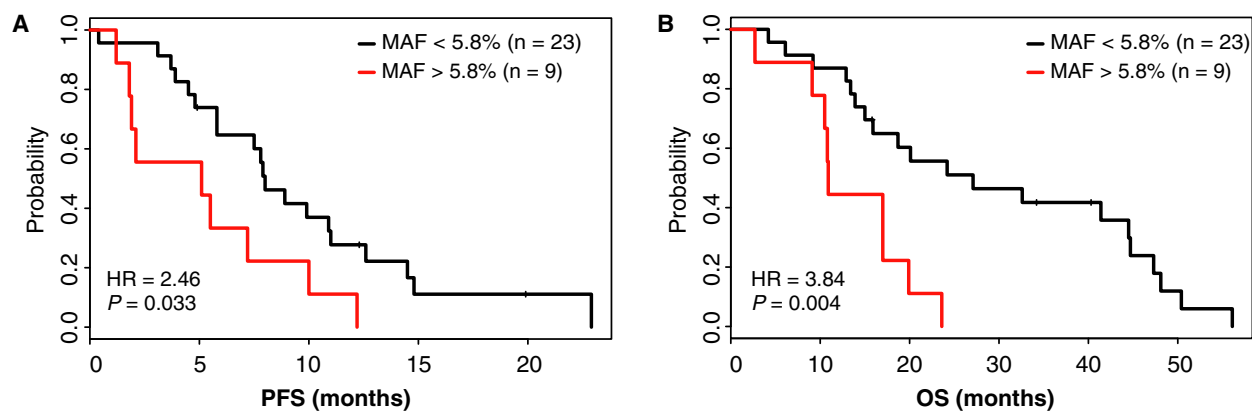 A
MAF < 5.8% (n = 23)
MAF > 5.8% (n = 9)
Probability
1.0
0.8
0.6
0.4
0.2
0.0
HR = 2.46
P = 0.033
0 5 10 15 20
PFS (months)
B
MAF < 5.8% (n = 23)
MAF > 5.8% (n = 9)
Probability
1.0
0.8
0.6
0.4
0.2
0.0
HR = 3.84
P = 0.004
0 10 20 30 40 50
OS (months)